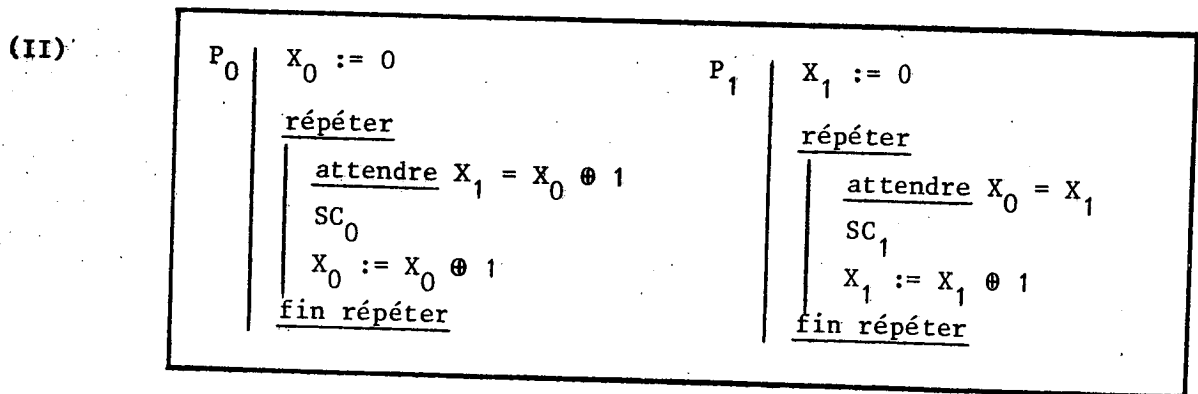 (II)
P0 X0 := 0
répéter
attendre X1 = X0 ⊕ 1
SC0
X0 := X0 ⊕ 1
fin répéter
P1 X1 := 0
répéter
attendre X0 = X1
SC1
X1 := X1 ⊕ 1
fin répéter